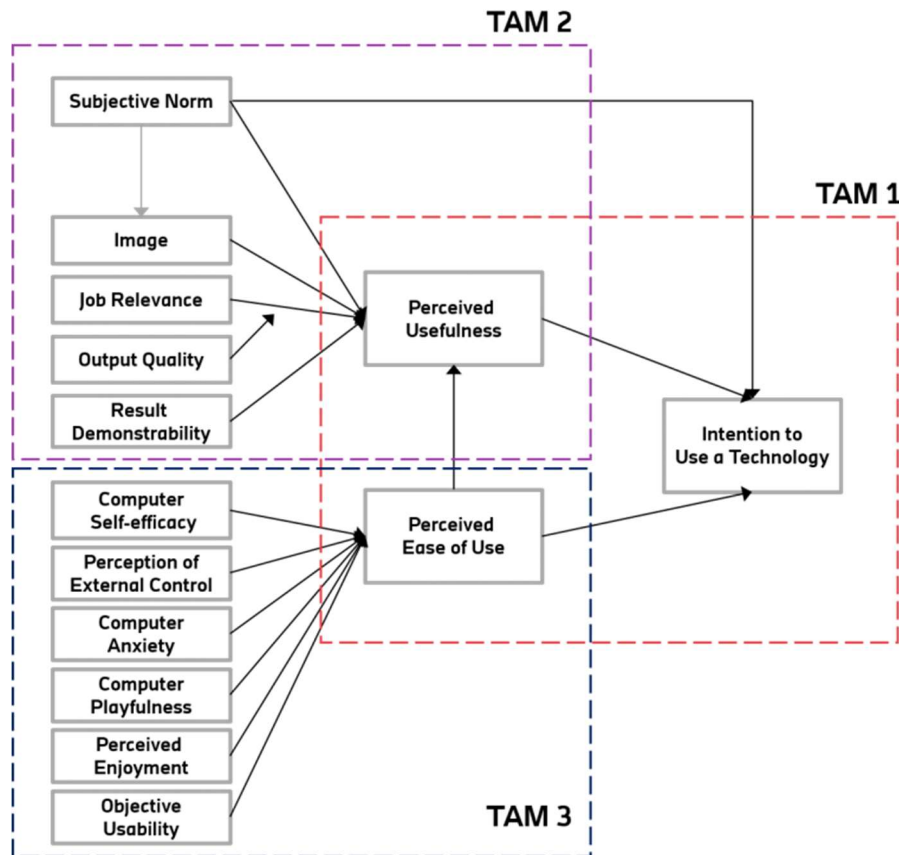 TAM 2
Subjective Norm
TAM 1
Image
Job Relevance
Output Quality
Result
Demonstrability
Perceived
Usefulness
Intention to
Use a Technology
Computer
Self-efficacy
Perception of
External Control
Computer
Anxiety
Computer
Playfulness
Perceived
Enjoyment
Objective
Usability
Perceived
Ease of Use
TAM 3